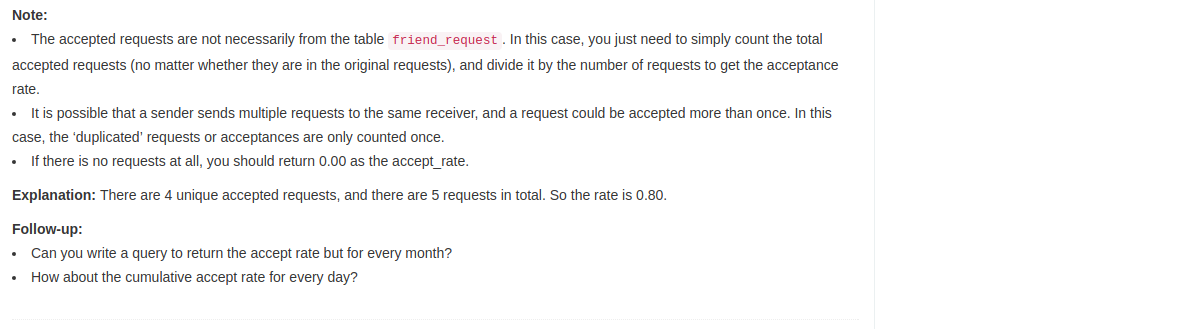 Note:
• The accepted requests are not necessarily from the table friend_request. In this case, you just need to simply count the total
accepted requests (no matter whether they are in the original requests), and divide it by the number of requests to get the acceptance
rate.
• It is possible that a sender sends multiple requests to the same receiver, and a request could be accepted more than once. In this
case, the ‘duplicated’ requests or acceptances are only counted once.
• If there is no requests at all, you should return 0.00 as the accept_rate.
Explanation: There are 4 unique accepted requests, and there are 5 requests in total. So the rate is 0.80.
Follow-up:
• Can you write a query to return the accept rate but for every month?
• How about the cumulative accept rate for every day?